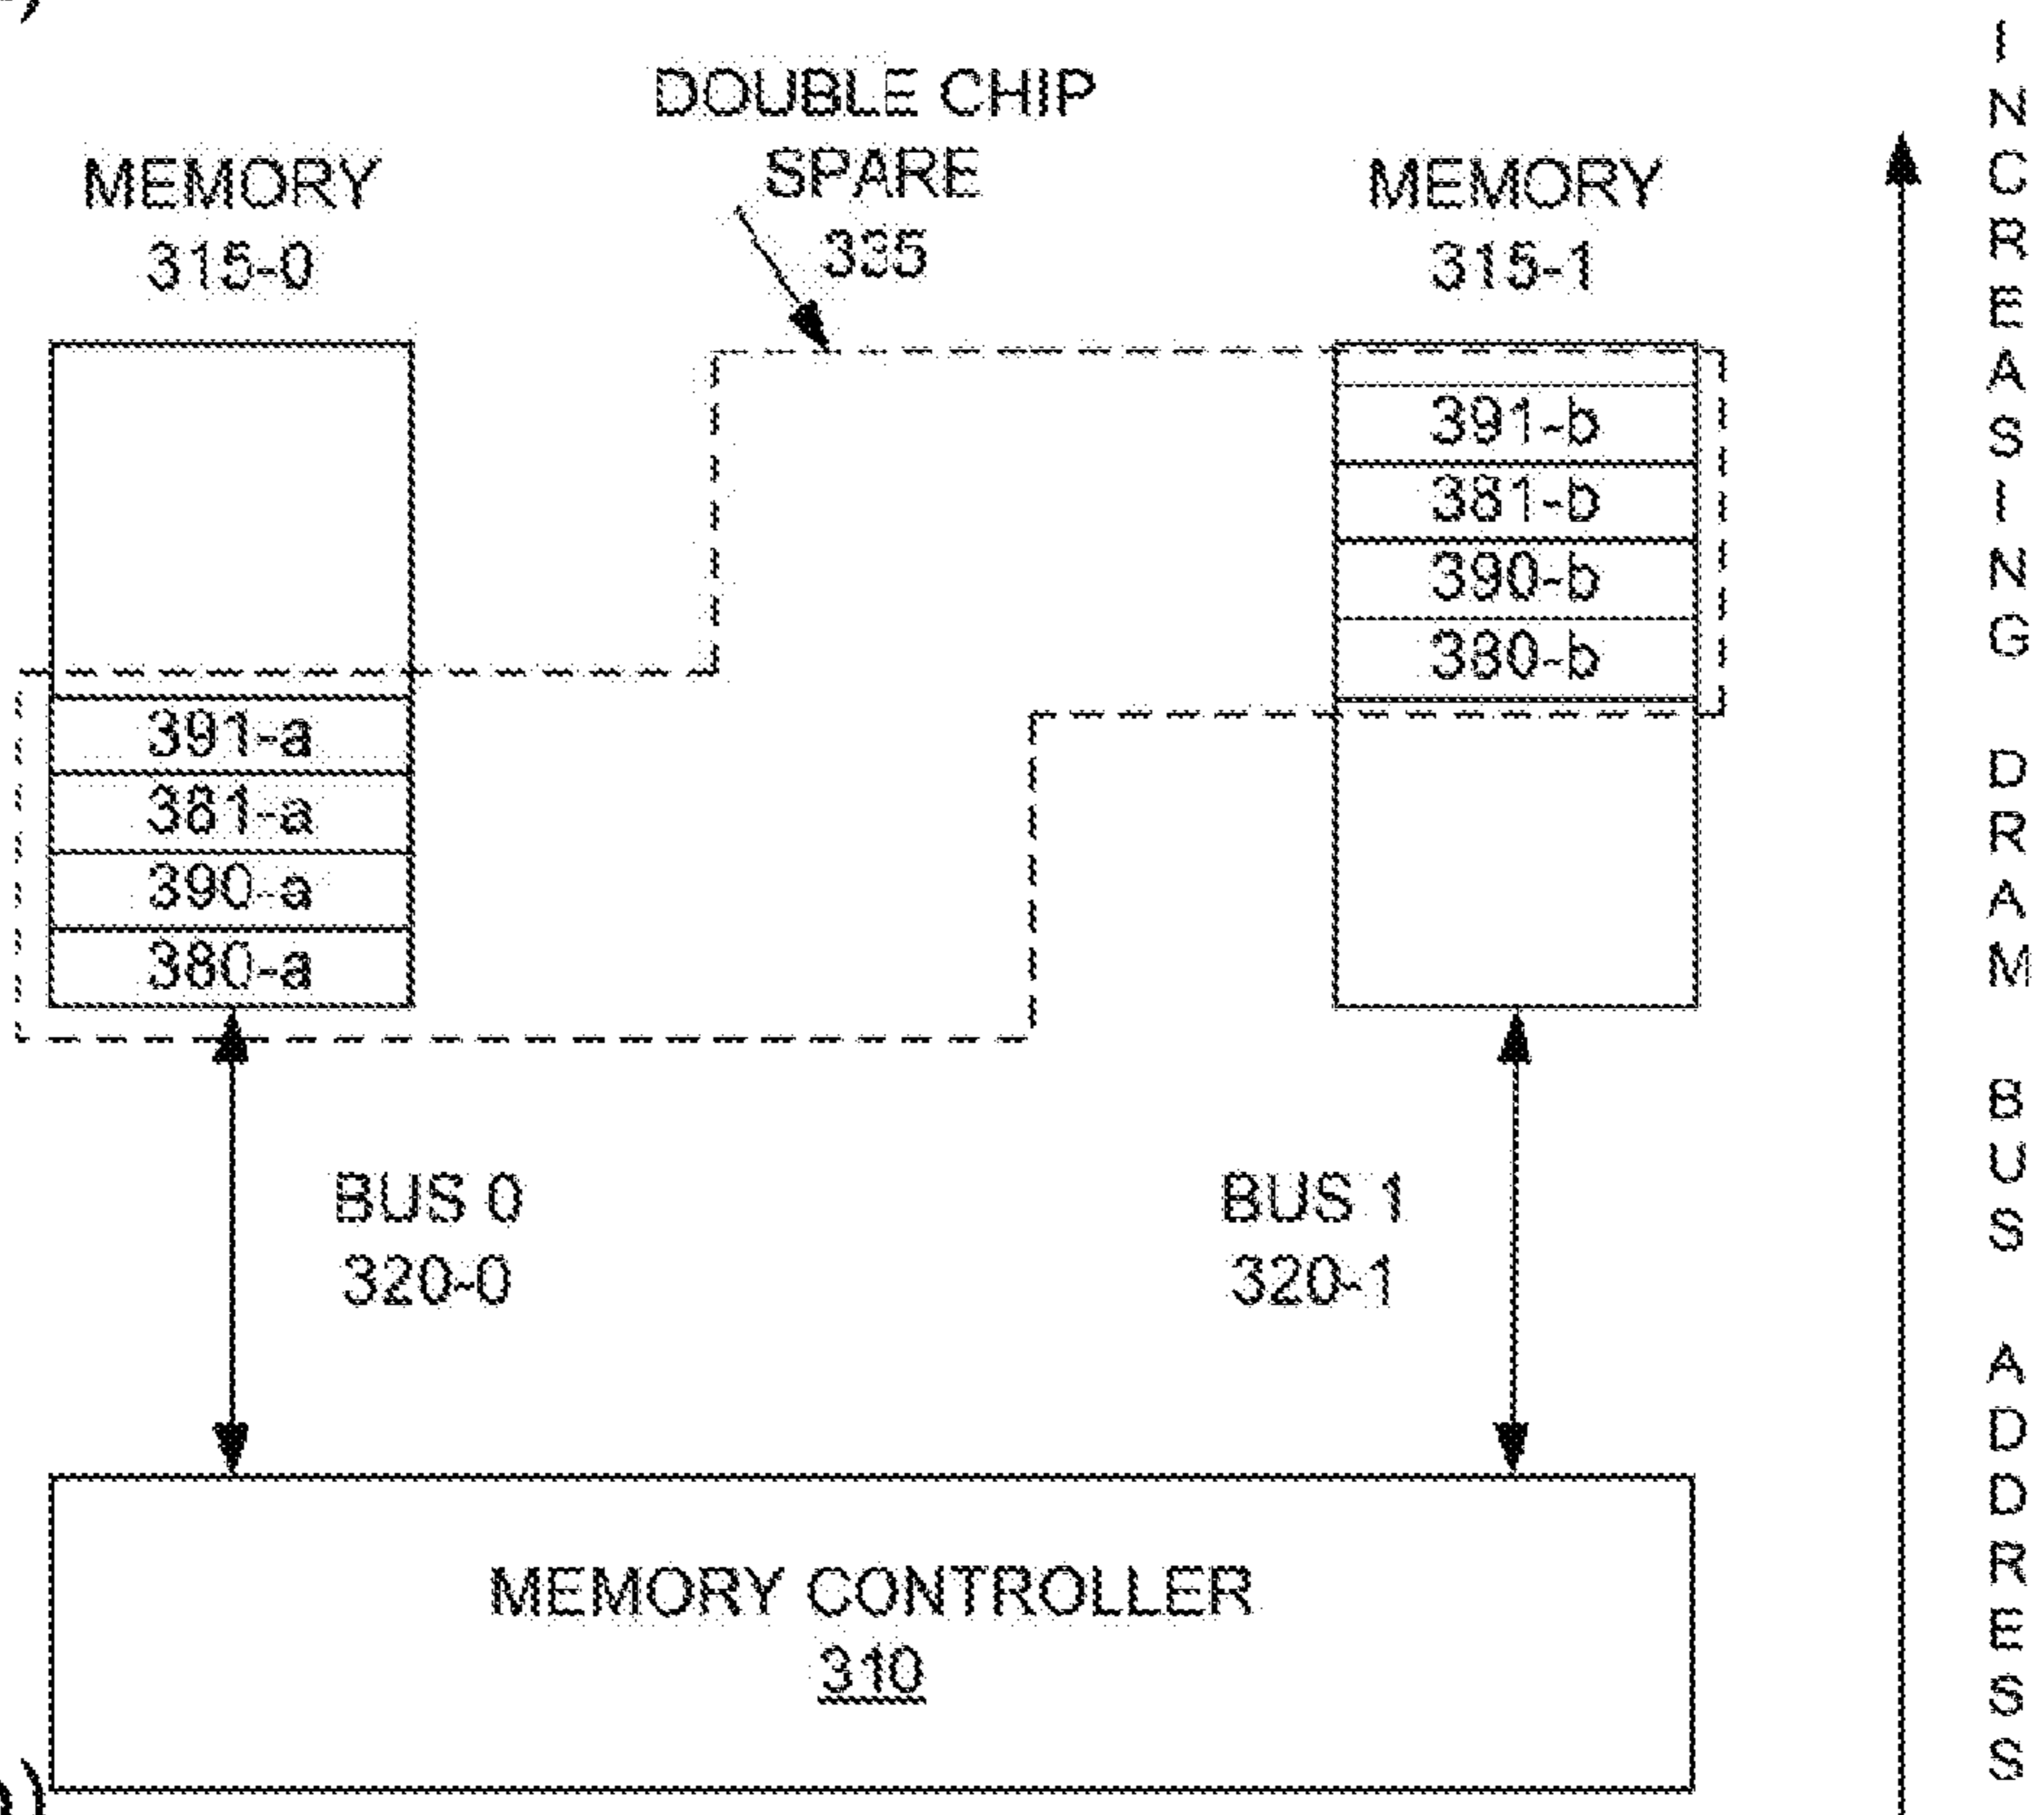 DOUBLE CHIP
SPARE
335
MEMORY
315-0
MEMORY
315-1
391-b
381-b
390-b
380-b
391-a
381-a
390-a
380-a
BUS 0
320-0
BUS 1
320-1
MEMORY CONTROLLER
310
INCREASING DRAM BUS ADDRESS